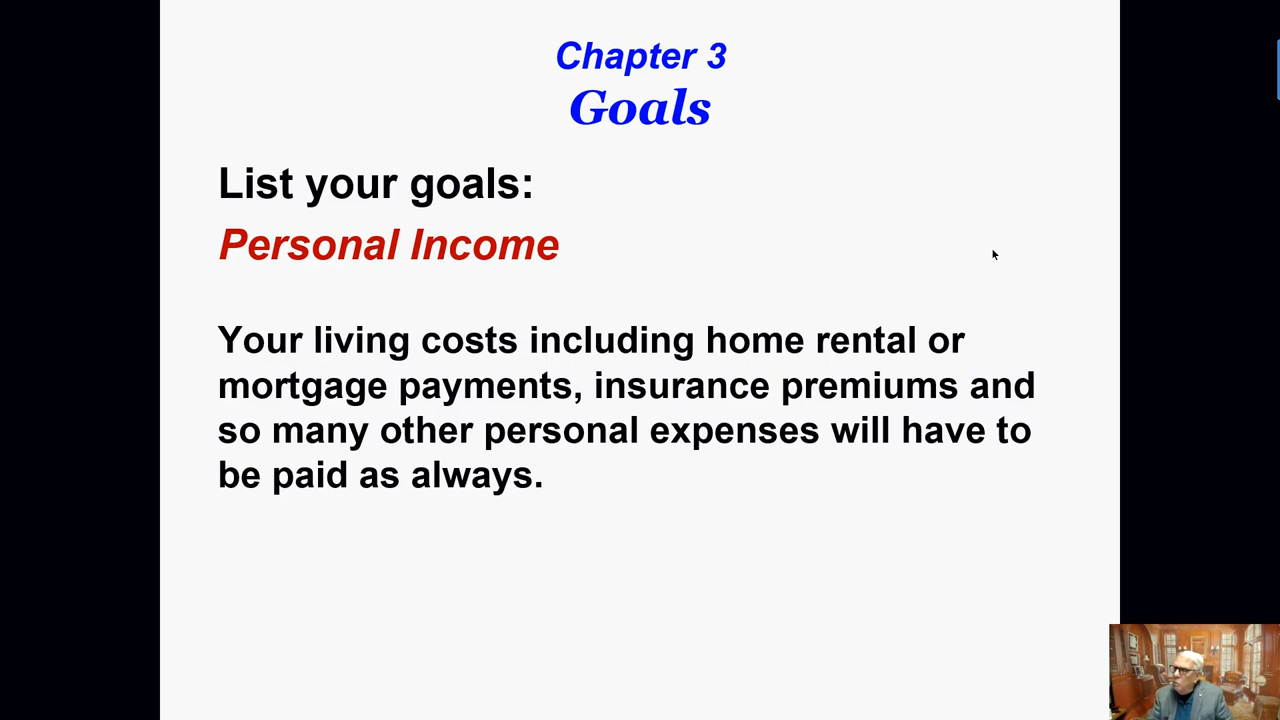 Chapter 3
Goals
List your goals:
Personal Income
Your living costs including home rental or
mortgage payments, insurance premiums and
so many other personal expenses will have to
be paid as always.